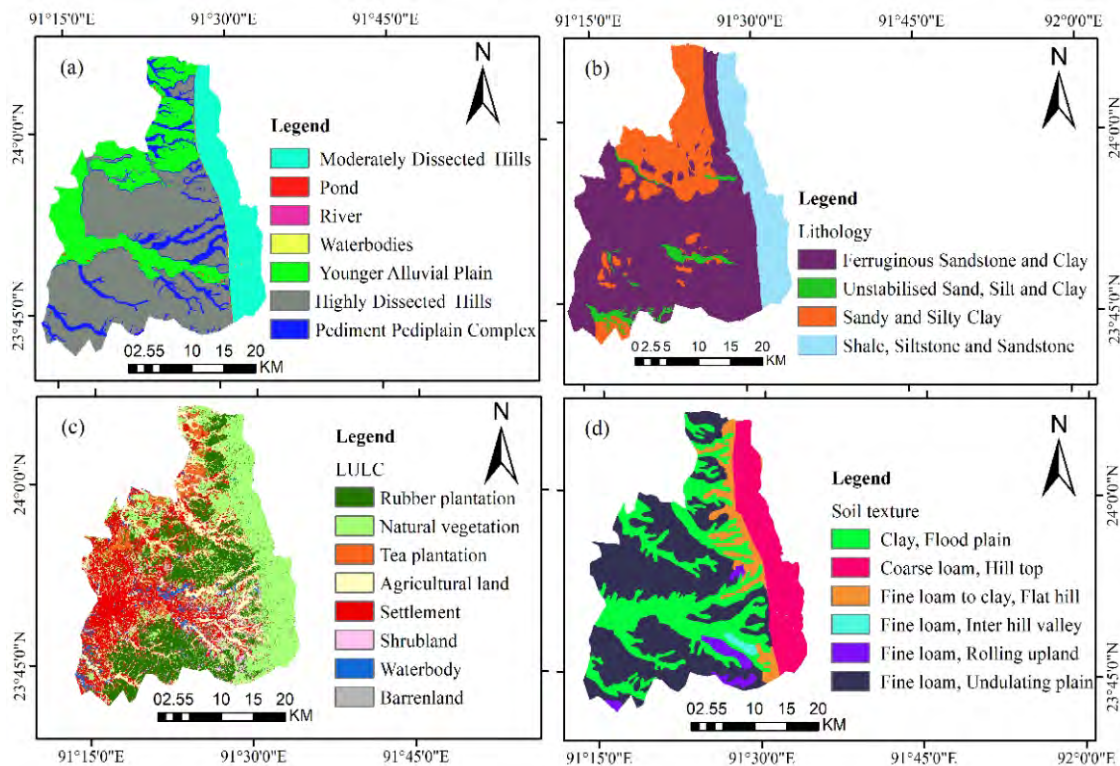 91°15'0"E 91°30'0"E 91°45'0"E
91°15'0"E 91°30'0"E 91°45'0"E 92°0'0"E
(a)
N
24°0'0"N
23°45'0"N
Legend
Moderately Dissected Hills
Pond
River
Waterbodies
Younger Alluvial Plain
Highly Dissected Hills
Pediment Pediplain Complex
02.55 10 15 20
KM
(b)
N
24°0'0"N
23°45'0"N
Legend
Lithology
Ferruginous Sandstone and Clay
Unstabilised Sand, Silt and Clay
Sandy and Silty Clay
Shale, Siltstone and Sandstone
02.55 10 15 20
KM
(c)
N
24°0'0"N
23°45'0"N
Legend
LULC
Rubber plantation
Natural vegetation
Tea plantation
Agricultural land
Settlement
Shrubland
Waterbody
Barrenland
02.55 10 15 20
KM
(d)
N
24°0'0"N
23°45'0"N
Legend
Soil texture
Clay, Flood plain
Coarse loam, Hill top
Fine loam to clay, Flat hill
Fine loam, Inter hill valley
Fine loam, Rolling upland
Fine loam, Undulating plain
02.55 10 15 20
KM
91°15'0"E 91°30'0"E 91°45'0"E
91°15'0"E 91°30'0"E 91°45'0"E 92°0'0"E